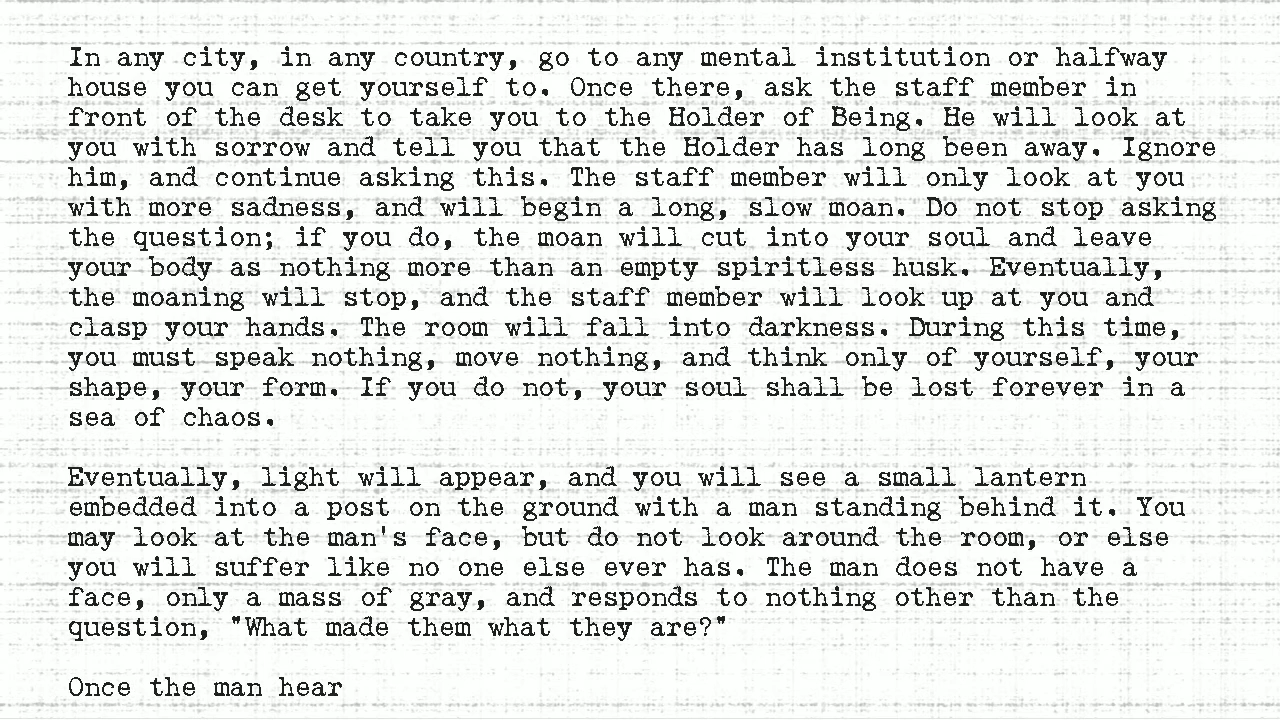 In any city, in any country, go to any mental institution or halfway
house you can get yourself to. Once there, ask the staff member in
front of the desk to take you to the Holder of Being. He will look at
you with sorrow and tell you that the Holder has long been away. Ignore
him, and continue asking this. The staff member will only look at you
with more sadness, and will begin a long, slow moan. Do not stop asking
the question; if you do, the moan will cut into your soul and leave
your body as nothing more than an empty spiritless husk. Eventually,
the moaning will stop, and the staff member will look up at you and
clasp your hands. The room will fall into darkness. During this time,
you must speak nothing, move nothing, and think only of yourself, your
shape, your form. If you do not, your soul shall be lost forever in a
sea of chaos.

Eventually, light will appear, and you will see a small lantern
embedded into a post on the ground with a man standing behind it. You
may look at the man's face, but do not look around the room, or else
you will suffer like no one else ever has. The man does not have a
face, only a mass of gray, and responds to nothing other than the
question, "What made them what they are?"

Once the man hear